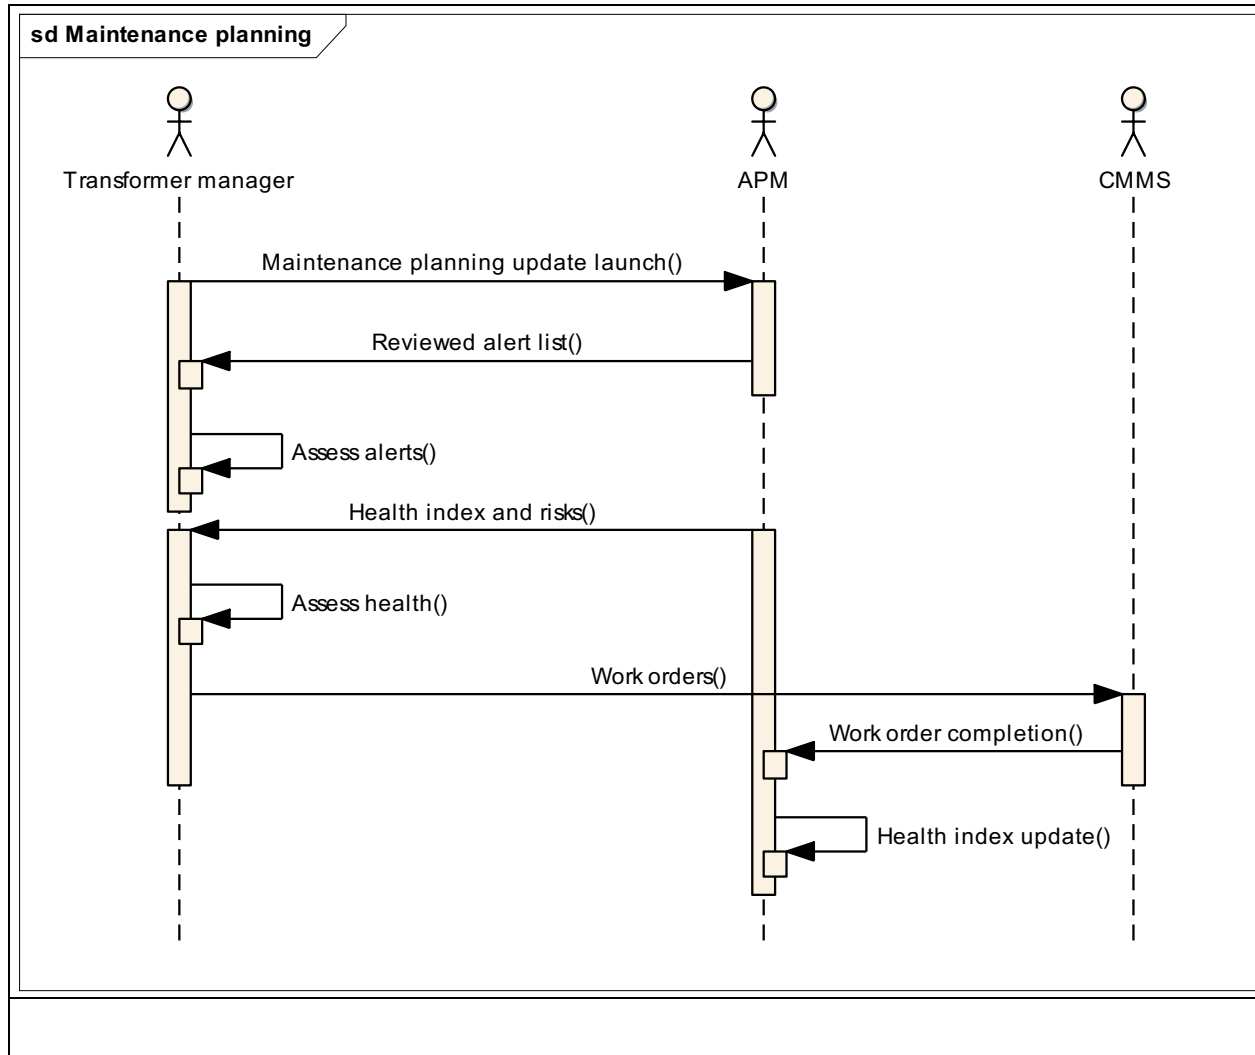 sd Maintenance planning
Transformer manager
APM
CMMS
Maintenance planning update launch()
Reviewed alert list()
Assess alerts()
Health index and risks()
Assess health()
Work orders()
Work order completion()
Health index update()